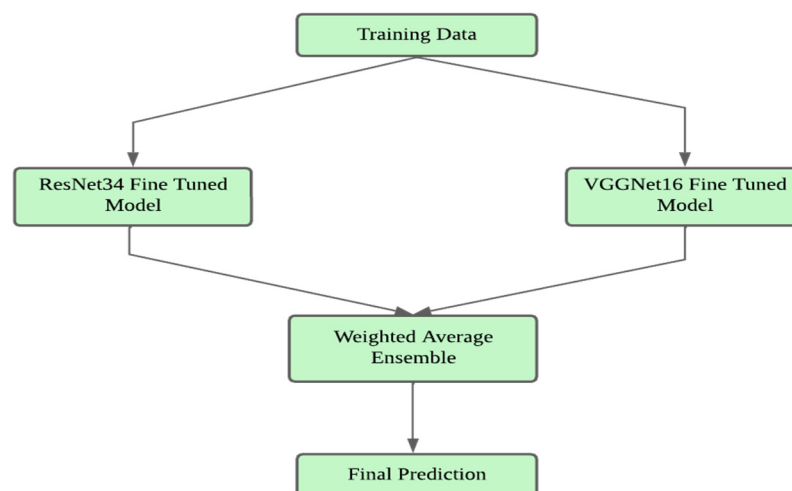 Training Data
ResNet34 Fine Tuned
Model
VGGNet16 Fine Tuned
Model
Weighted Average
Ensemble
Final Prediction